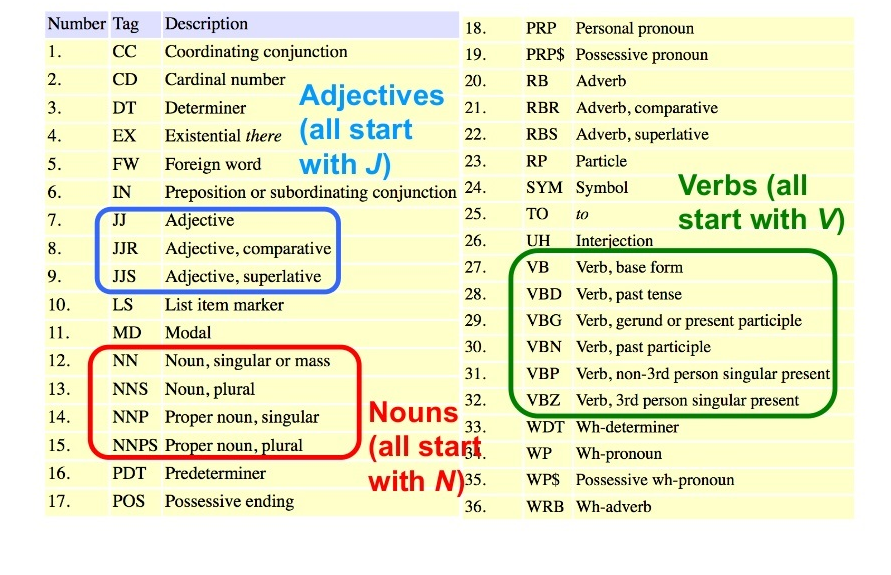 Number Tag Description
1. CC Coordinating conjunction
2. CD Cardinal number
3. DT Determiner
4. EX Existential there
5. FW Foreign word
6. IN Preposition or subordinating conjunction
7. JJ Adjective
8. JJR Adjective, comparative
9. JJS Adjective, superlative
10. LS List item marker
11. MD Modal
12. NN Noun, singular or mass
13. NNS Noun, plural
14. NNP Proper noun, singular
15. NNPS Proper noun, plural
16. PDT Predeterminer
17. POS Possessive ending
Adjectives
(all start
with J)
Nouns
(all start
with N)
18. PRP Personal pronoun
19. PRP$ Possessive pronoun
20. RB Adverb
21. RBR Adverb, comparative
22. RBS Adverb, superlative
23. RP Particle
24. SYM Symbol
25. TO to
26. UH Interjection
27. VB Verb, base form
28. VBD Verb, past tense
29. VBG Verb, gerund or present participle
30. VBN Verb, past participle
31. VBP Verb, non-3rd person singular present
32. VBZ Verb, 3rd person singular present
33. WDT Wh-determiner
34. WP Wh-pronoun
35. WP$ Possessive wh-pronoun
36. WRB Wh-adverb
Verbs (all
start with V)